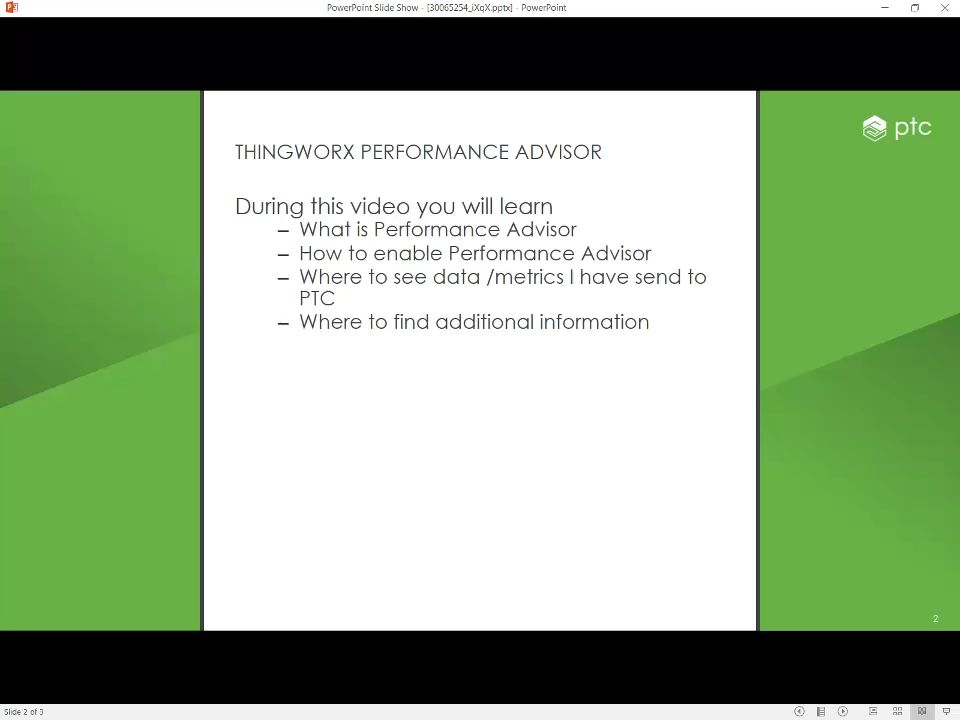 PowerPoint Slide Show - [30065254_iXqX.pptx] - PowerPoint
ptc
THINGWORX PERFORMANCE ADVISOR
During this video you will learn
– What is Performance Advisor
– How to enable Performance Advisor
– Where to see data /metrics I have send to
PTC
– Where to find additional information
2
Slide 2 of 3